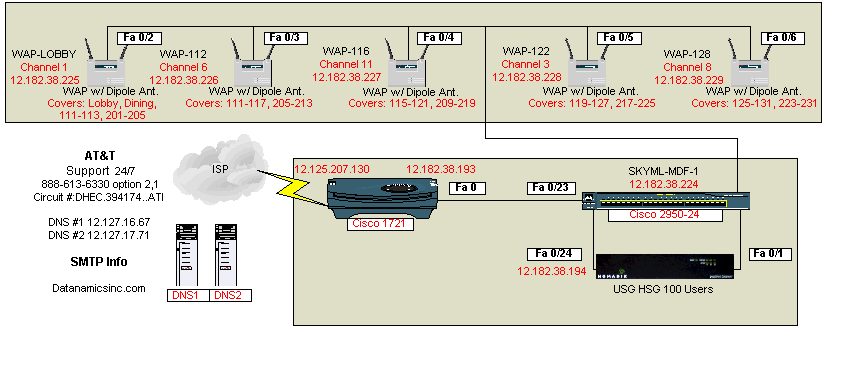 Fa 0/2
Fa 0/3
Fa 0/4
Fa 0/5
Fa 0/6
WAP-LOBBY
Channel 1
12.182.38.225
WAP w/ Dipole Ant.
Covers: Lobby, Dining,
111-113, 201-205
WAP-112
Channel 6
12.182.38.226
WAP w/ Dipole Ant.
Covers: 111-117, 205-213
WAP-116
Channel 11
12.182.38.227
WAP w/ Dipole Ant.
Covers: 115-121, 209-219
WAP-122
Channel 3
12.182.38.228
WAP w/ Dipole Ant.
Covers: 119-127, 217-225
WAP-128
Channel 8
12.182.38.229
WAP w/ Dipole Ant.
Covers: 125-131, 223-231
AT&T
Support 24/7
888-613-6330 option 2,1
Circuit #:DHEC.394174..ATI
DNS #1 12.127.16.67
DNS #2 12.127.17.71
SMTP Info
Datanamicsinc.com
ISP
DNS1
DNS2
12.125.207.130
12.182.38.193
Fa 0
Cisco 1721
SKYML-MDF-1
12.182.38.224
Fa 0/23
Cisco 2950-24
Fa 0/24
Fa 0/1
12.182.38.194
NOMADIX
USG HSG 100 Users